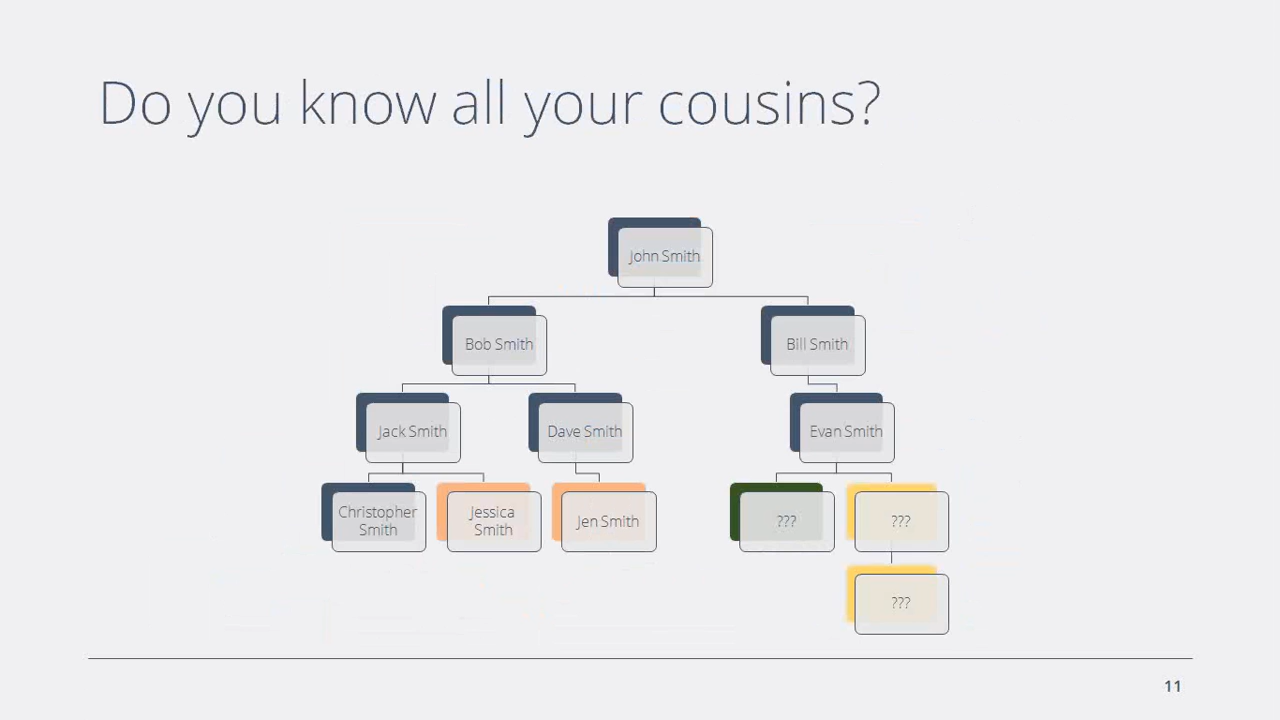 Do you know all your cousins?
John Smith
Bob Smith
Bill Smith
Jack Smith
Dave Smith
Evan Smith
Christopher
Smith
Jessica
Smith
Jen Smith
???
???
???
11